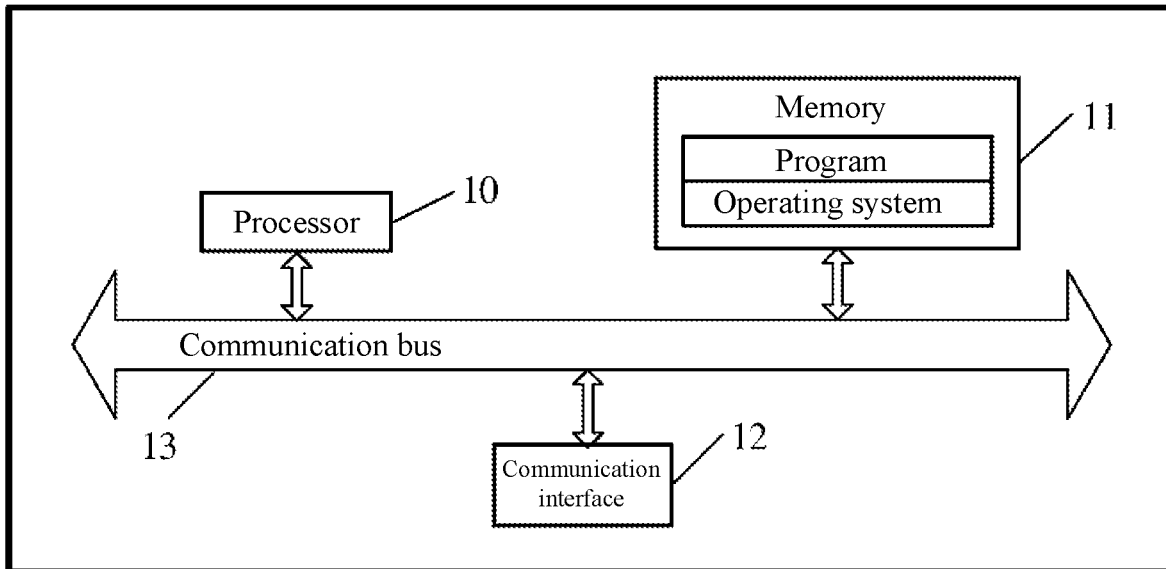 Memory
11
Program
10
Operating system
Processor
Communication bus
13
12
Communication
interface